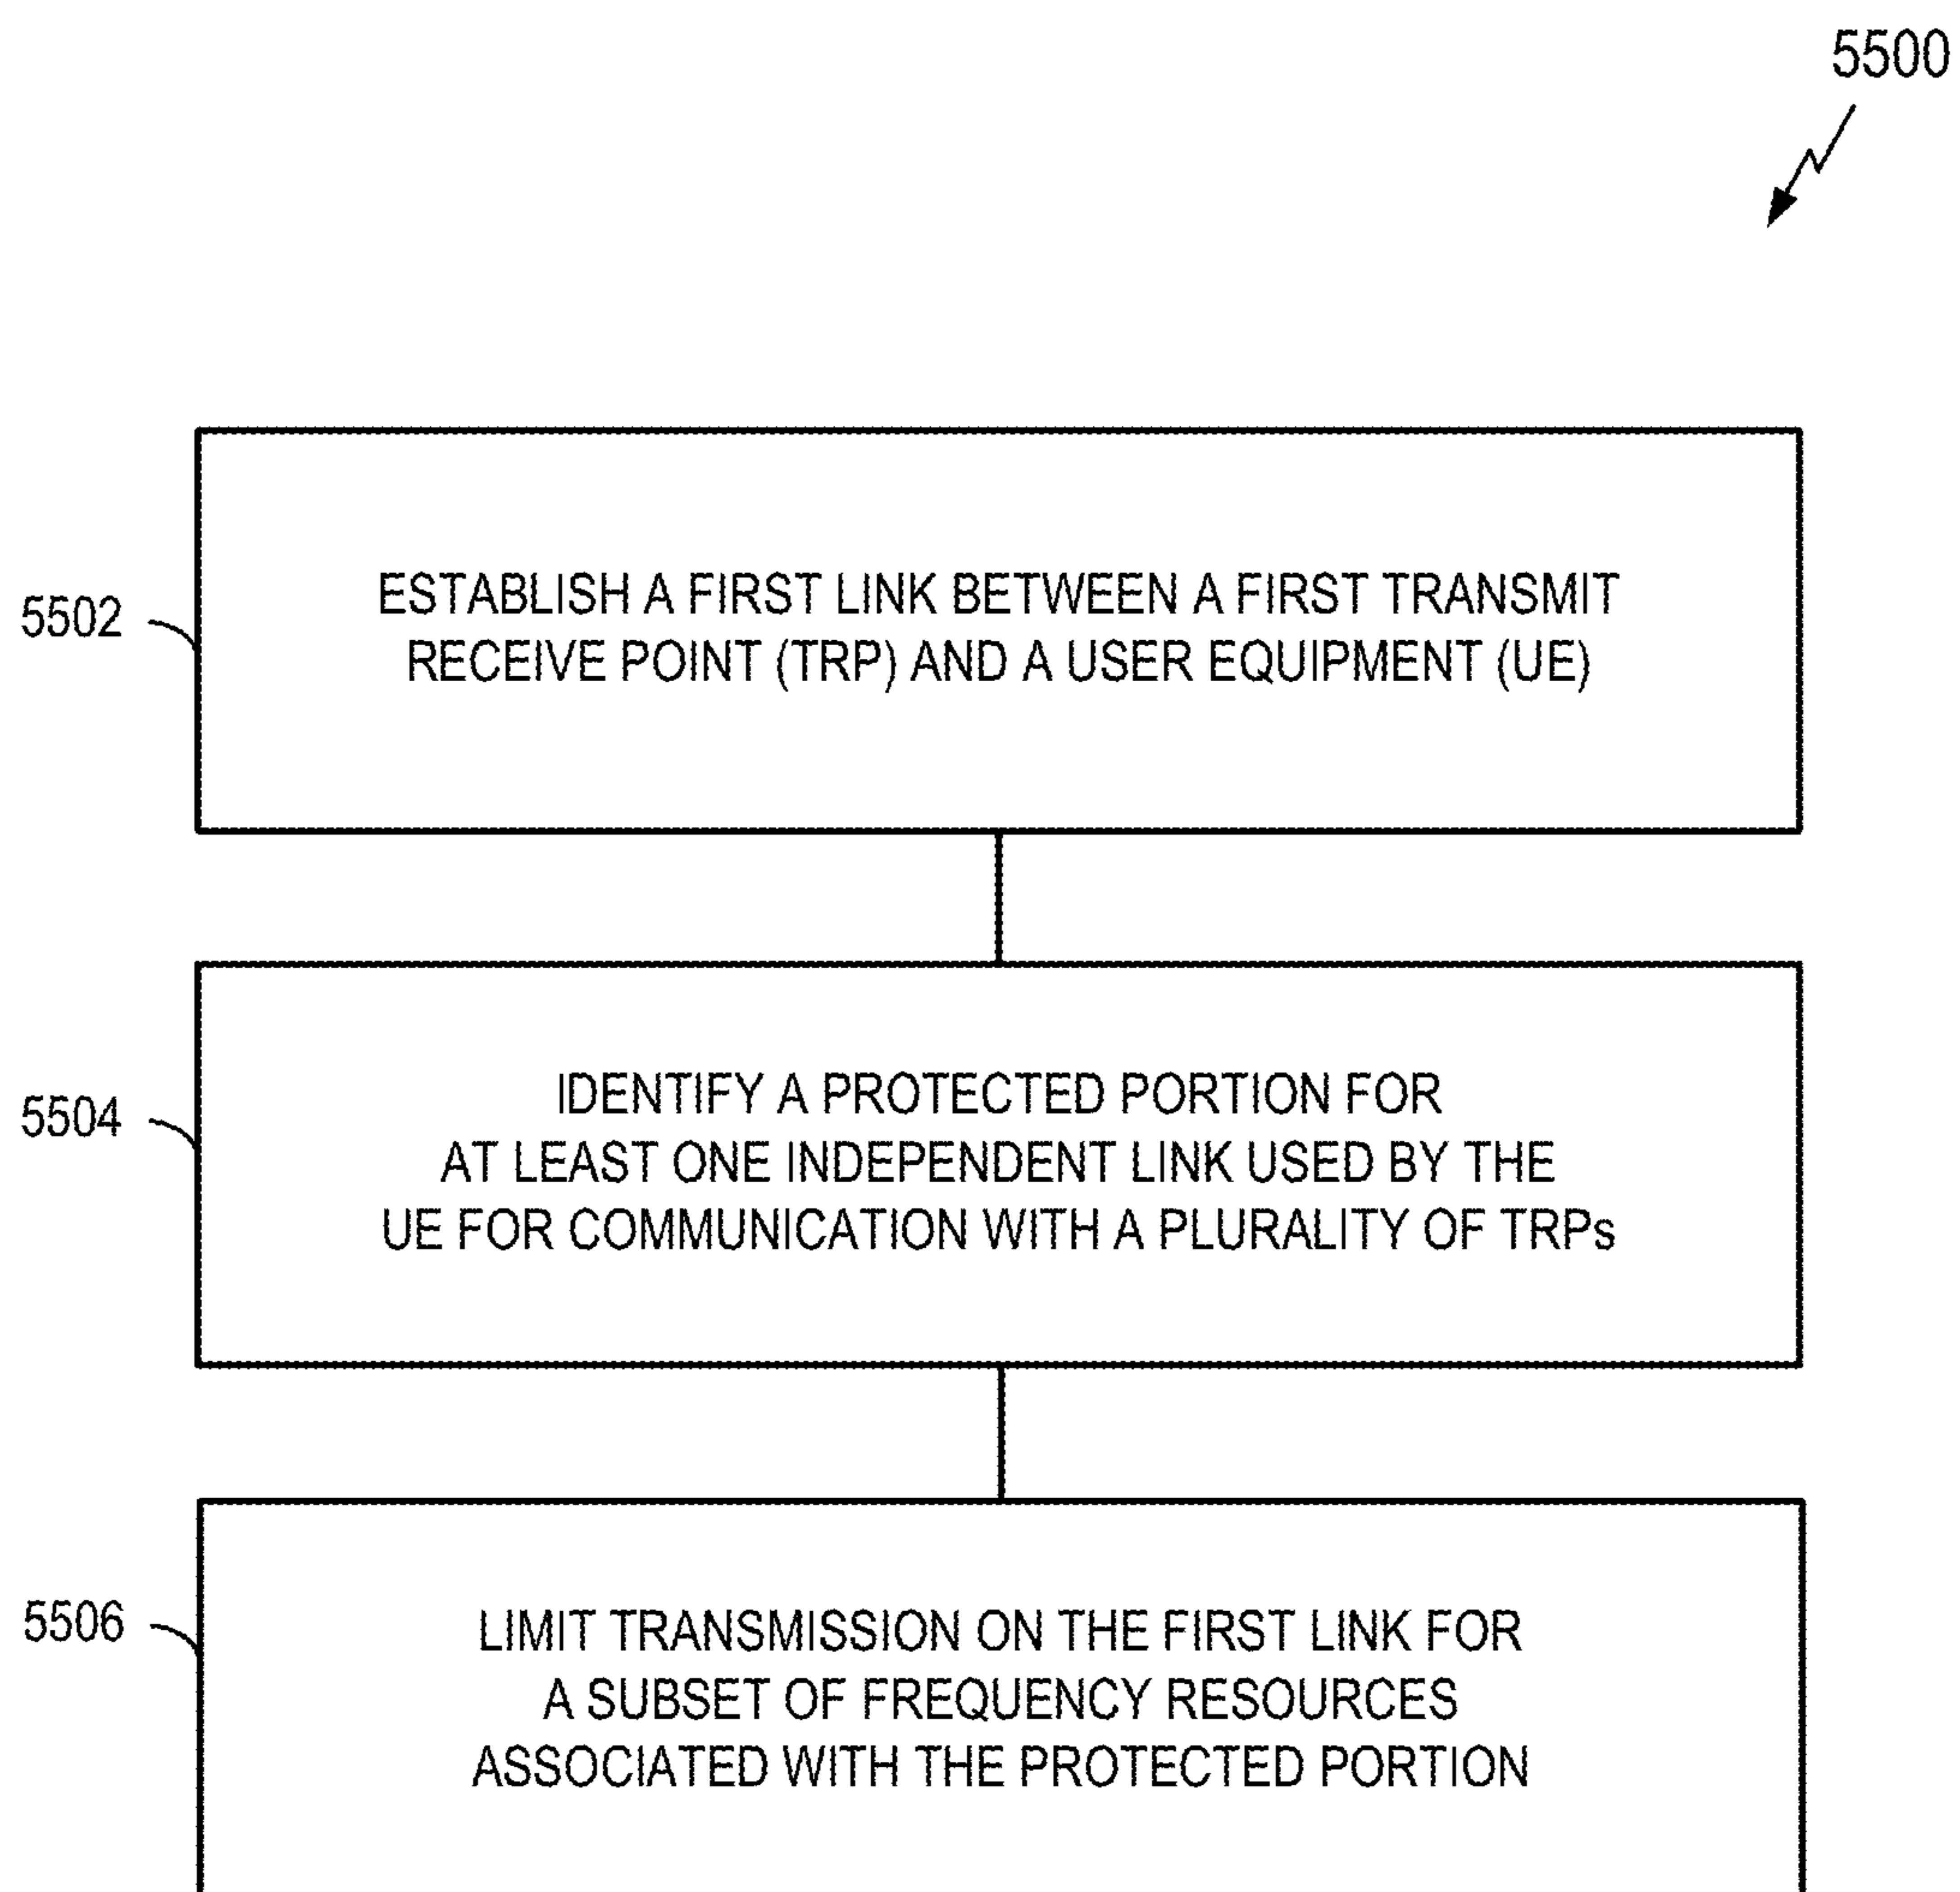 5500
5502
ESTABLISH A FIRST LINK BETWEEN A FIRST TRANSMIT
RECEIVE POINT (TRP) AND A USER EQUIPMENT (UE)
5504
IDENTIFY A PROTECTED PORTION FOR
AT LEAST ONE INDEPENDENT LINK USED BY THE
UE FOR COMMUNICATION WITH A PLURALITY OF TRPs
5506
LIMIT TRANSMISSION ON THE FIRST LINK FOR
A SUBSET OF FREQUENCY RESOURCES
ASSOCIATED WITH THE PROTECTED PORTION